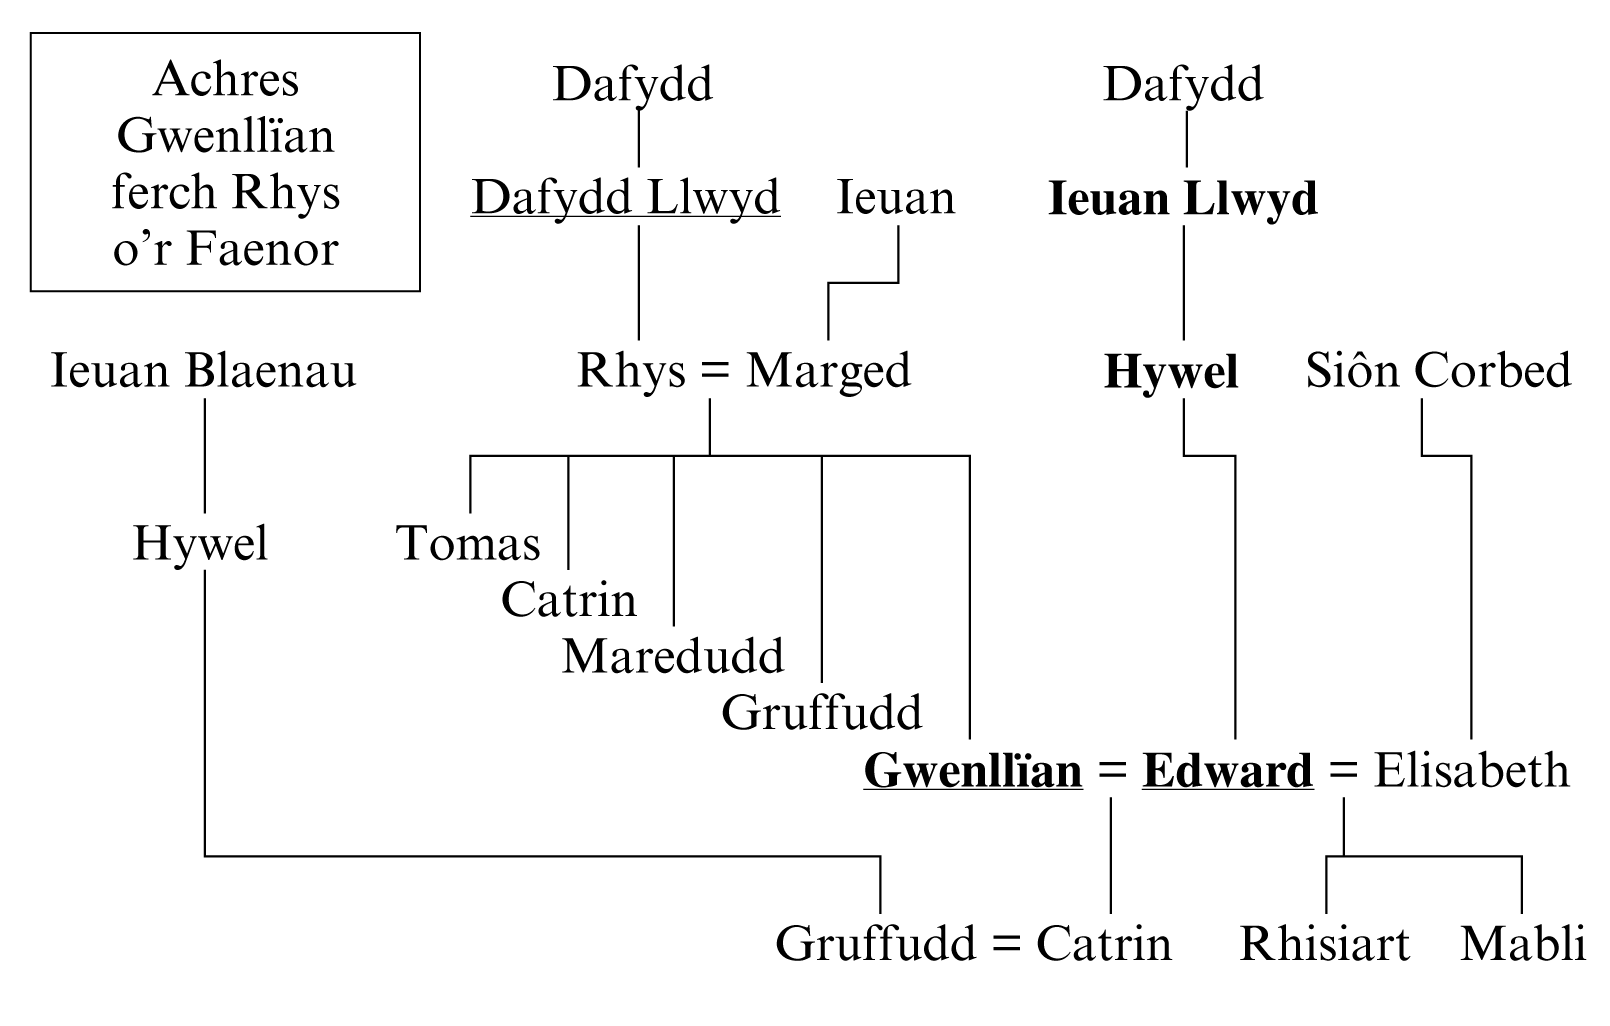 Achres
Gwenllïan
ferch Rhys
o’r Faenor
Dafydd Dafydd
Dafydd Llwyd Ieuan Ieuan Llwyd
Ieuan Blaenau Rhys = Marged Hywel Siôn Corbed
Hywel Tomas
Catrin
Maredudd
Gruffudd
Gwenllïan = Edward = Elisabeth
Gruffudd = Catrin Rhisiart Mabli